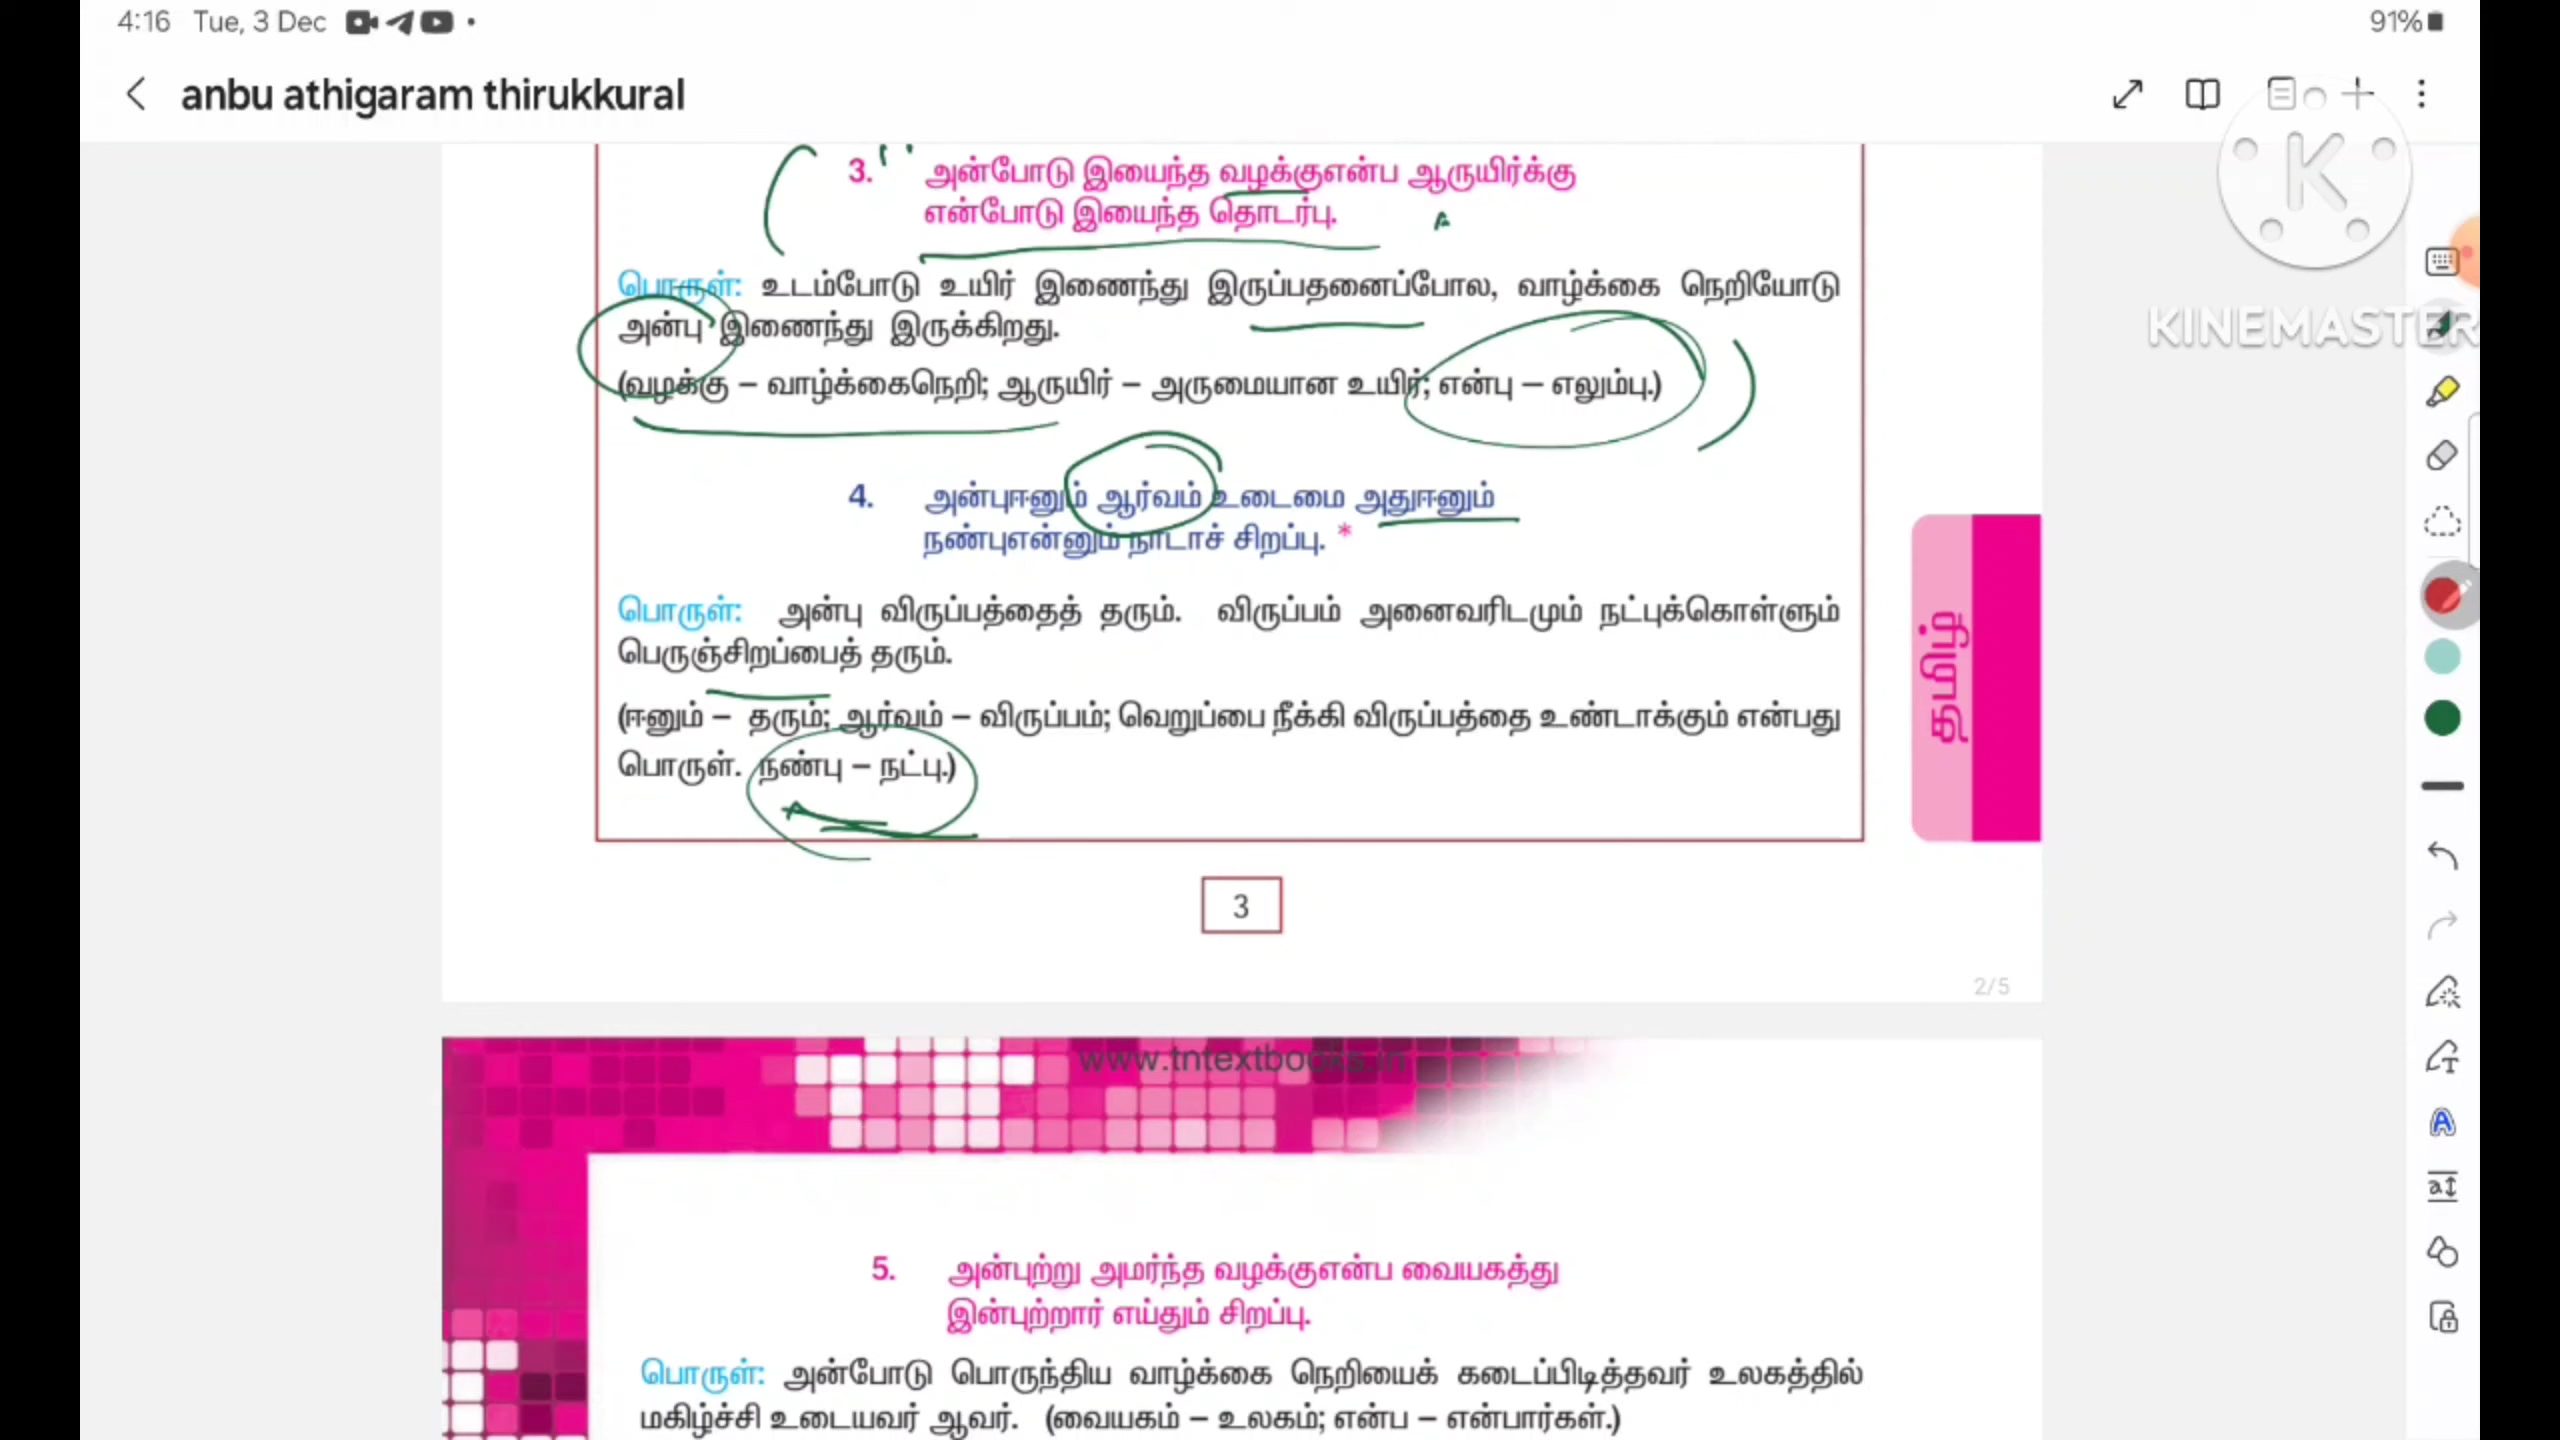 4:16 Tue, 3 Dec
91%
anbu athigaram thirukkural
K
KINEMASTER
3. அன்போடு இயைந்த வழக்குஎன்ப ஆருயிர்க்கு
என்போடு இயைந்த தொடர்பு.
பொருள்: உடம்போடு உயிர் இணைந்து இருப்பதனைப்போல, வாழ்க்கை நெறியோடு
அன்பு இணைந்து இருக்கிறது.
(வழக்கு – வாழ்க்கைநெறி; ஆருயிர் – அருமையான உயிர்; என்பு – எலும்பு.)
4. அன்புஈனும் ஆர்வம் உடைமை அதுஈனும்
நண்புஎன்னும் நாடாச் சிறப்பு. *
பொருள்: அன்பு விருப்பத்தைத் தரும். விருப்பம் அனைவரிடமும் நட்புக்கொள்ளும்
பெருஞ்சிறப்பைத் தரும்.
(ஈனும் – தரும்; ஆர்வம் – விருப்பம்; வெறுப்பை நீக்கி விருப்பத்தை உண்டாக்கும் என்பது
பொருள். நண்பு – நட்பு.)
தமிழ்
3
2/5
www.tntextbooks.in
5. அன்புற்று அமர்ந்த வழக்குஎன்ப வையகத்து
இன்புற்றார் எய்தும் சிறப்பு.
பொருள்: அன்போடு பொருந்திய வாழ்க்கை நெறியைக் கடைப்பிடித்தவர் உலகத்தில்
மகிழ்ச்சி உடையவர் ஆவர். (வையகம் – உலகம்; என்ப – என்பார்கள்.)